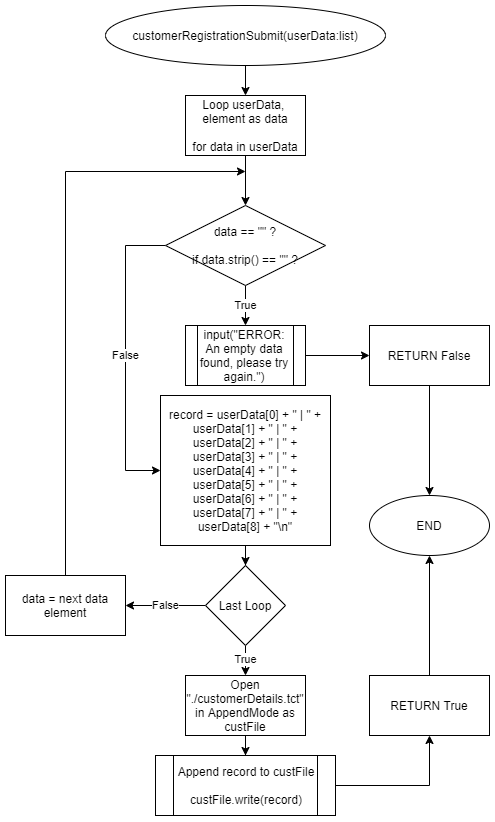 customerRegistrationSubmit(userData:list)
Loop userData,
element as data
for data in userData
data == "" ?
if data.strip() == "" ?
True
False
input("ERROR:
An empty data
found, please try
again.")
RETURN False
record = userData[0] + " | " +
userData[1] + " | " +
userData[2] + " | " +
userData[3] + " | " +
userData[4] + " | " +
userData[5] + " | " +
userData[6] + " | " +
userData[7] + " | " +
userData[8] + "\n"
END
data = next data
element
False
Last Loop
True
Open
"./customerDetails.tct"
in AppendMode as
custFile
RETURN True
Append record to custFile
custFile.write(record)